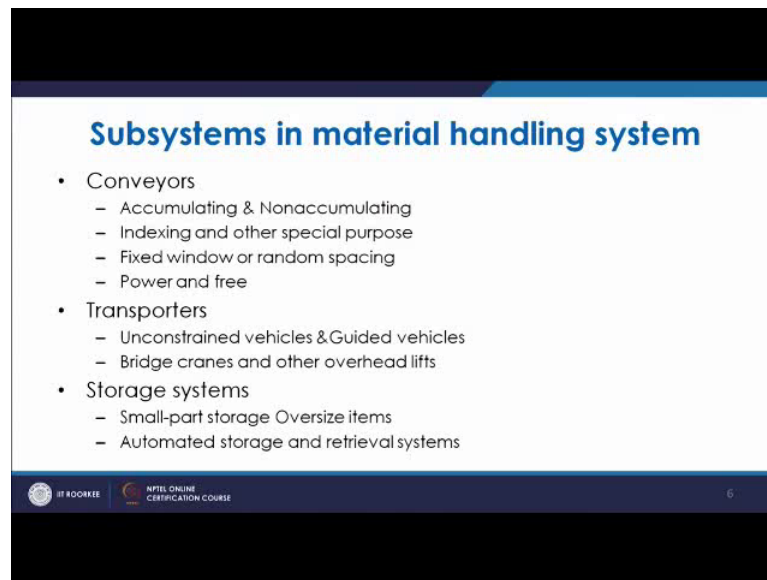 Subsystems in material handling system
• Conveyors
– Accumulating & Nonaccumulating
– Indexing and other special purpose
– Fixed window or random spacing
– Power and free
• Transporters
– Unconstrained vehicles &Guided vehicles
– Bridge cranes and other overhead lifts
• Storage systems
– Small-part storage Oversize items
– Automated storage and retrieval systems
IIT ROORKEE
NPTEL ONLINE
CERTIFICATION COURSE
6